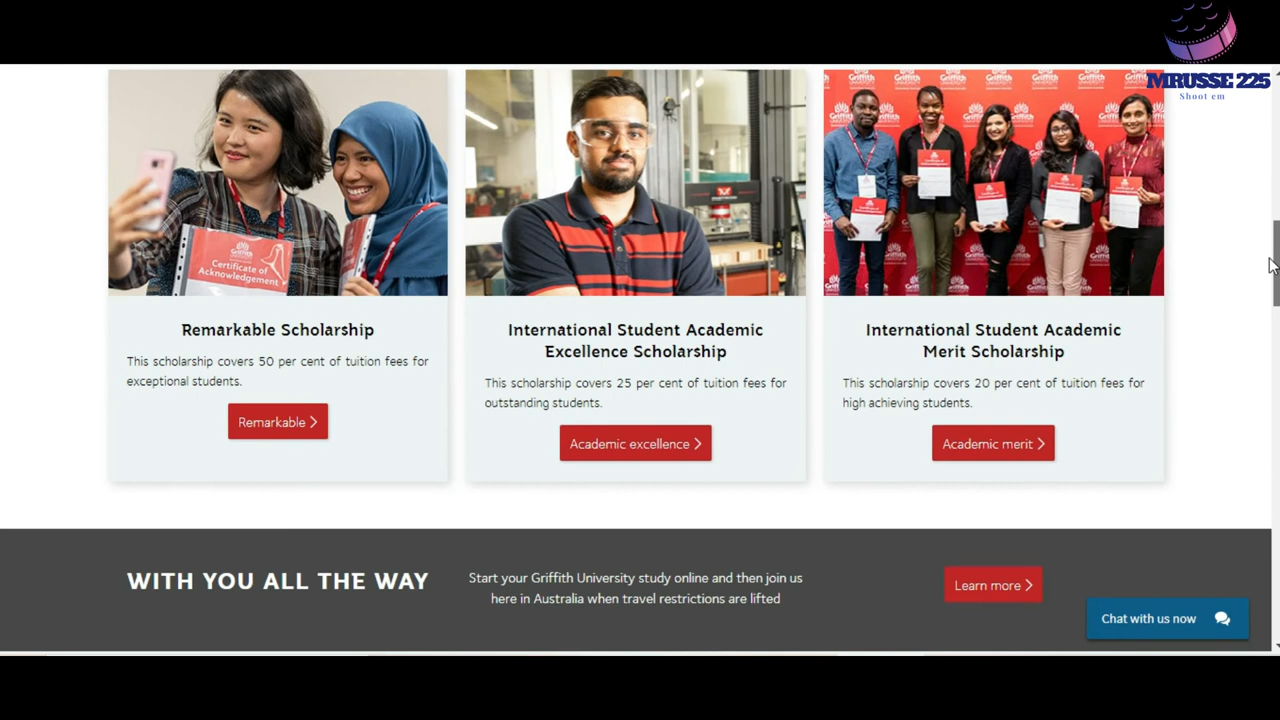 MRUSSE 225
Shoot em
Griffith
UNIVERSITY
Certificate of
Acknowledgement
Remarkable Scholarship
This scholarship covers 50 per cent of tuition fees for
exceptional students.
Remarkable
International Student Academic
Excellence Scholarship
This scholarship covers 25 per cent of tuition fees for
outstanding students.
Academic excellence
International Student Academic
Merit Scholarship
This scholarship covers 20 per cent of tuition fees for
high achieving students.
Academic merit
WITH YOU ALL THE WAY
Start your Griffith University study online and then join us
here in Australia when travel restrictions are lifted
Learn more
Chat with us now